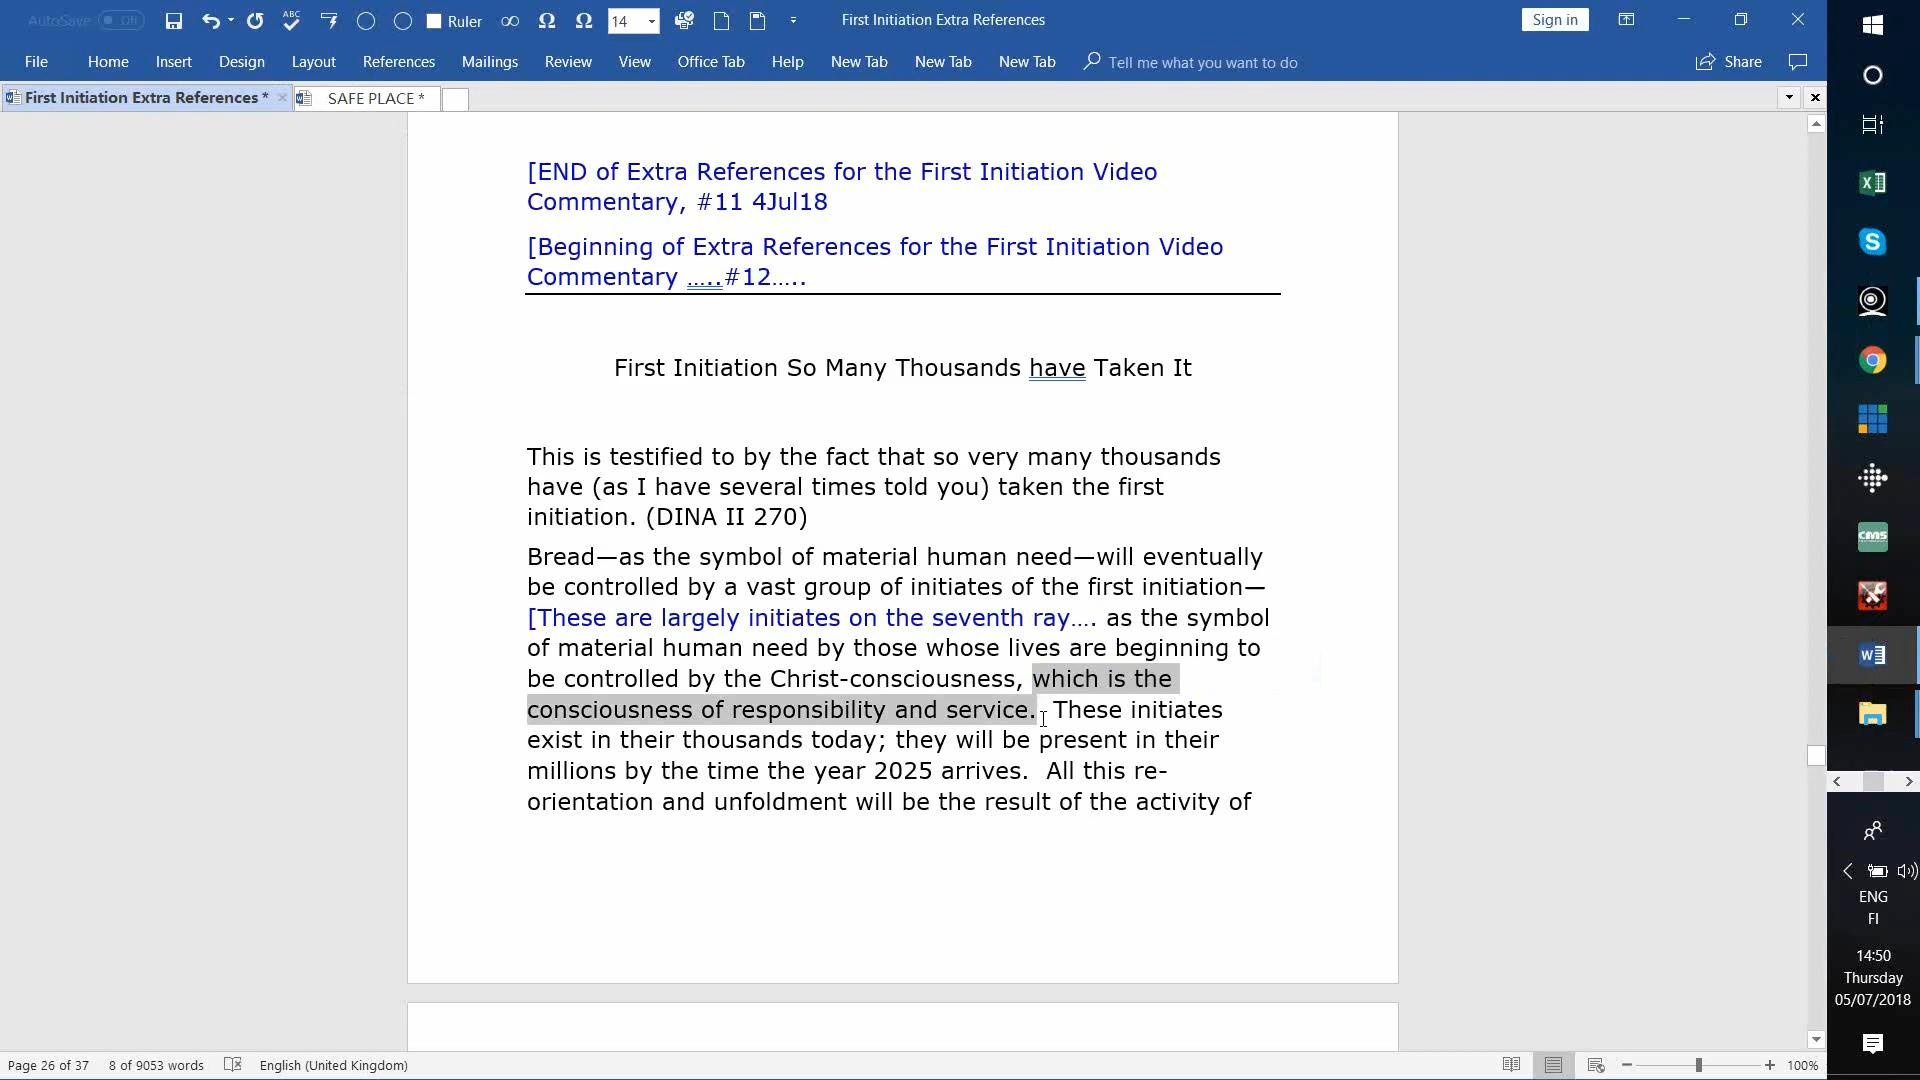 AutoSave Off Ruler 14 First Initiation Extra References Sign in
File Home Insert Design Layout References Mailings Review View Office Tab Help New Tab New Tab New Tab Tell me what you want to do Share
First Initiation Extra References * SAFE PLACE *
[END of Extra References for the First Initiation Video
Commentary, #11 4Jul18
[Beginning of Extra References for the First Initiation Video
Commentary …..#12…..
First Initiation So Many Thousands have Taken It
This is testified to by the fact that so very many thousands
have (as I have several times told you) taken the first
initiation. (DINA II 270)
Bread—as the symbol of material human need—will eventually
be controlled by a vast group of initiates of the first initiation—
[These are largely initiates on the seventh ray…. as the symbol
of material human need by those whose lives are beginning to
be controlled by the Christ-consciousness, which is the
consciousness of responsibility and service. These initiates
exist in their thousands today; they will be present in their
millions by the time the year 2025 arrives. All this re-
orientation and unfoldment will be the result of the activity of
Page 26 of 37 8 of 9053 words English (United Kingdom) 100%
CMS
ENG
FI
14:50
Thursday
05/07/2018